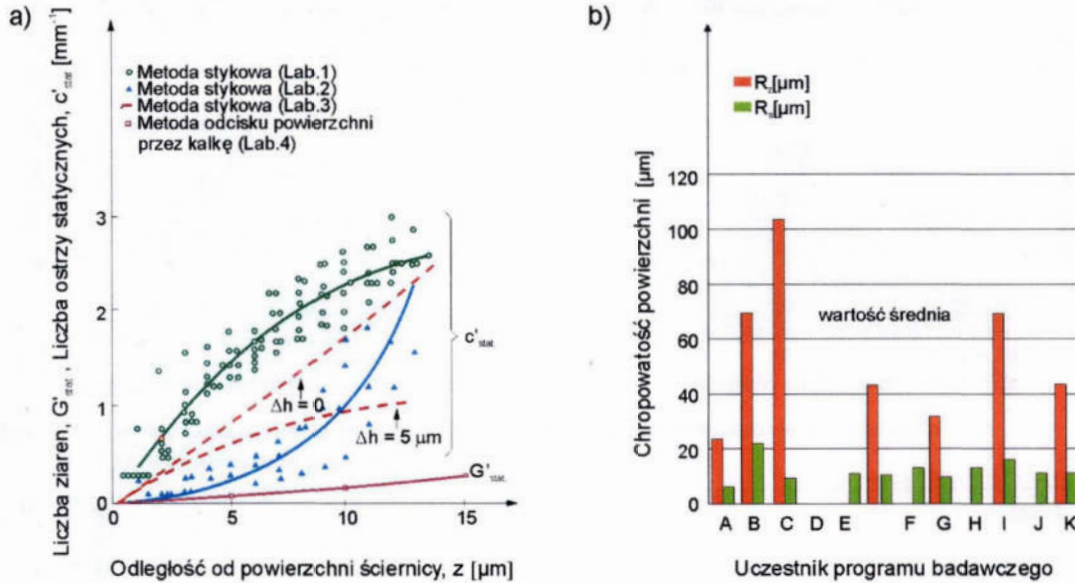 a)
Liczba ziaren, G'stat , Liczba ostrzy statycznych, c'stat [mm⁻¹]
Metoda stykowa (Lab.1)
Metoda stykowa (Lab.2)
Metoda stykowa (Lab.3)
Metoda odcisku powierzchni
przez kalkę (Lab.4)
3
2
1
0
c'stat.
Δh = 0
Δh = 5 μm
G'stat.
0 5 10 15
Odległość od powierzchni ściernicy, z [μm]
b)
Chropowatość powierzchni [μm]
Rz[μm]
Ra[μm]
120
100
80
60
40
20
0
wartość średnia
A B C D E F G H I J K
Uczestnik programu badawczego